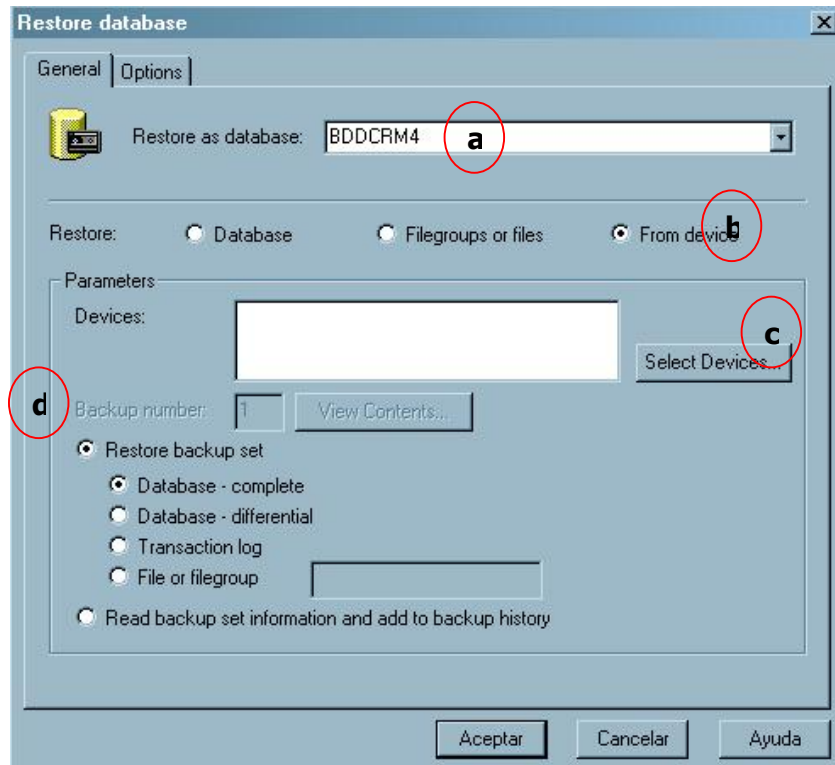 Restore database
General Options
Restore as database: BDDCRM4 a
Restore: Database Filegroups or files From device b
Parameters
Devices:
c
Select Devices...
d Backup number: 1 View Contents...
Restore backup set
Database - complete
Database - differential
Transaction log
File or filegroup
Read backup set information and add to backup history
Aceptar Cancelar Ayuda